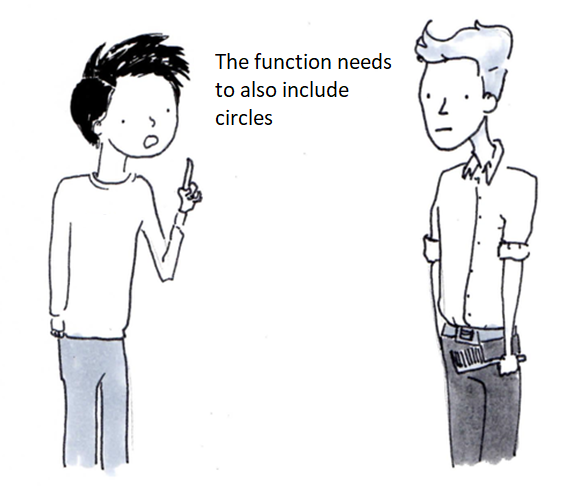 The function needs
to also include
circles